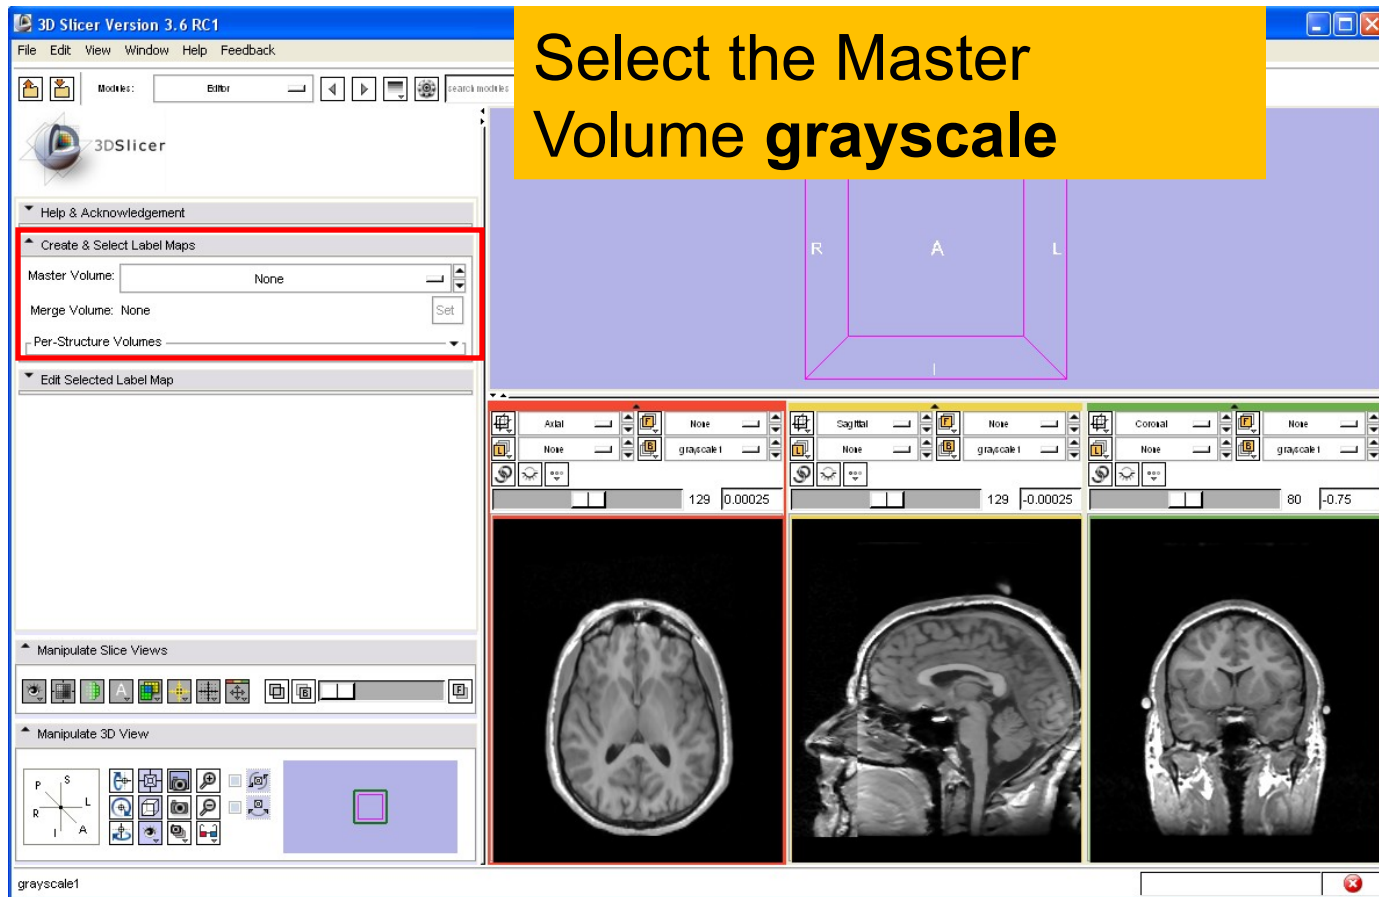 3D Slicer Version 3.6 RC1
File Edit View Window Help Feedback
Select the Master
Volume grayscale
Modules: Editor search modules
3DSlicer
Help & Acknowledgement
Create & Select Label Maps
Master Volume: None
Merge Volume: None Set
Per-Structure Volumes
Edit Selected Label Map
R A L
I
Axial F None
L None B grayscale1
129 0.00025
Sagittal F None
L None B grayscale1
129 -0.00025
Coronal F None
L None B grayscale1
80 -0.75
Manipulate Slice Views
A B F
Manipulate 3D View
P S
R L
I A
grayscale1